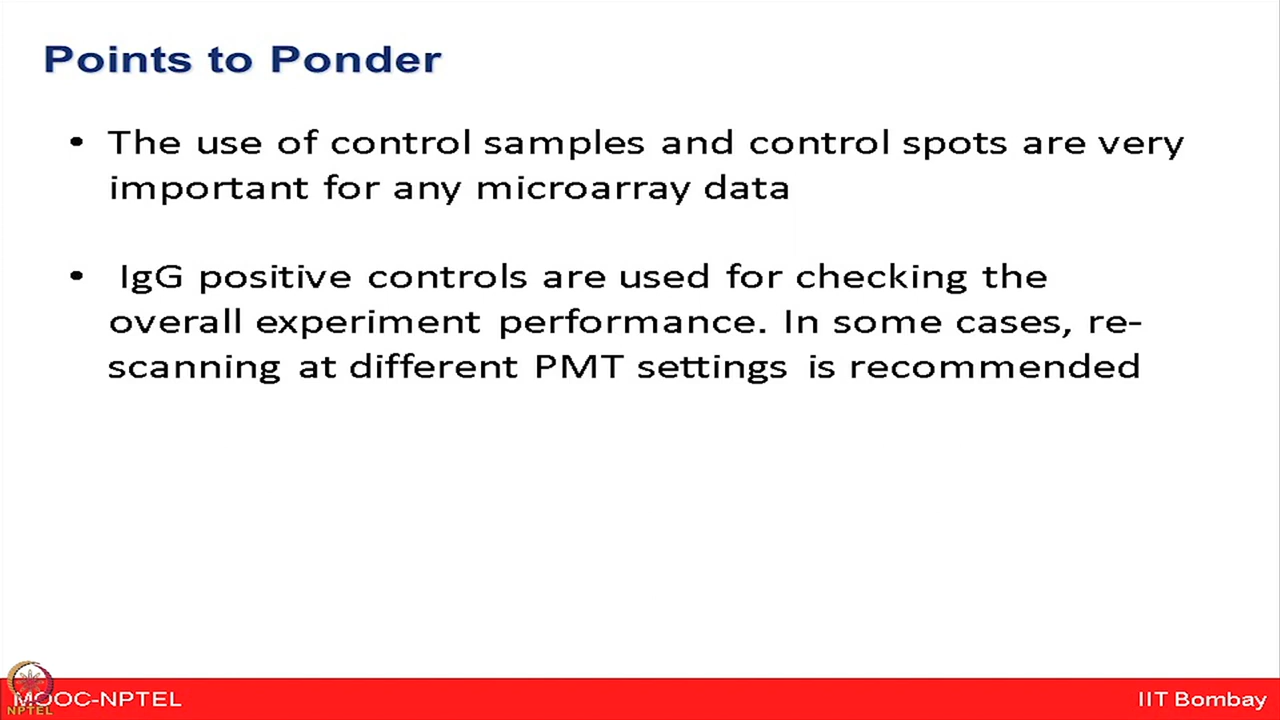 Points to Ponder
• The use of control samples and control spots are very
important for any microarray data
• IgG positive controls are used for checking the
overall experiment performance. In some cases, re-
scanning at different PMT settings is recommended
MOOC-NPTEL
NPTEL
IIT Bombay